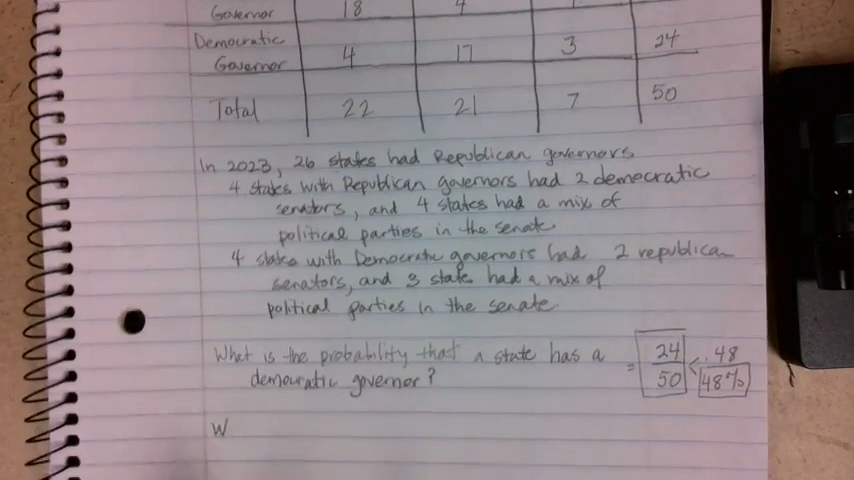 Governor 18 4
Democratic
Governor 4 17 3 24
Total 22 21 7 50
In 2023, 26 states had Republican governors
4 states with Republican governors had 2 democratic
senators, and 4 states had a mix of
political parties in the senate
4 states with Democratic governors had 2 republican
senators, and 3 state had a mix of
political parties in the senate
What is the probability that a state has a
democratic governor?
= 24/50 < .48
48%
W